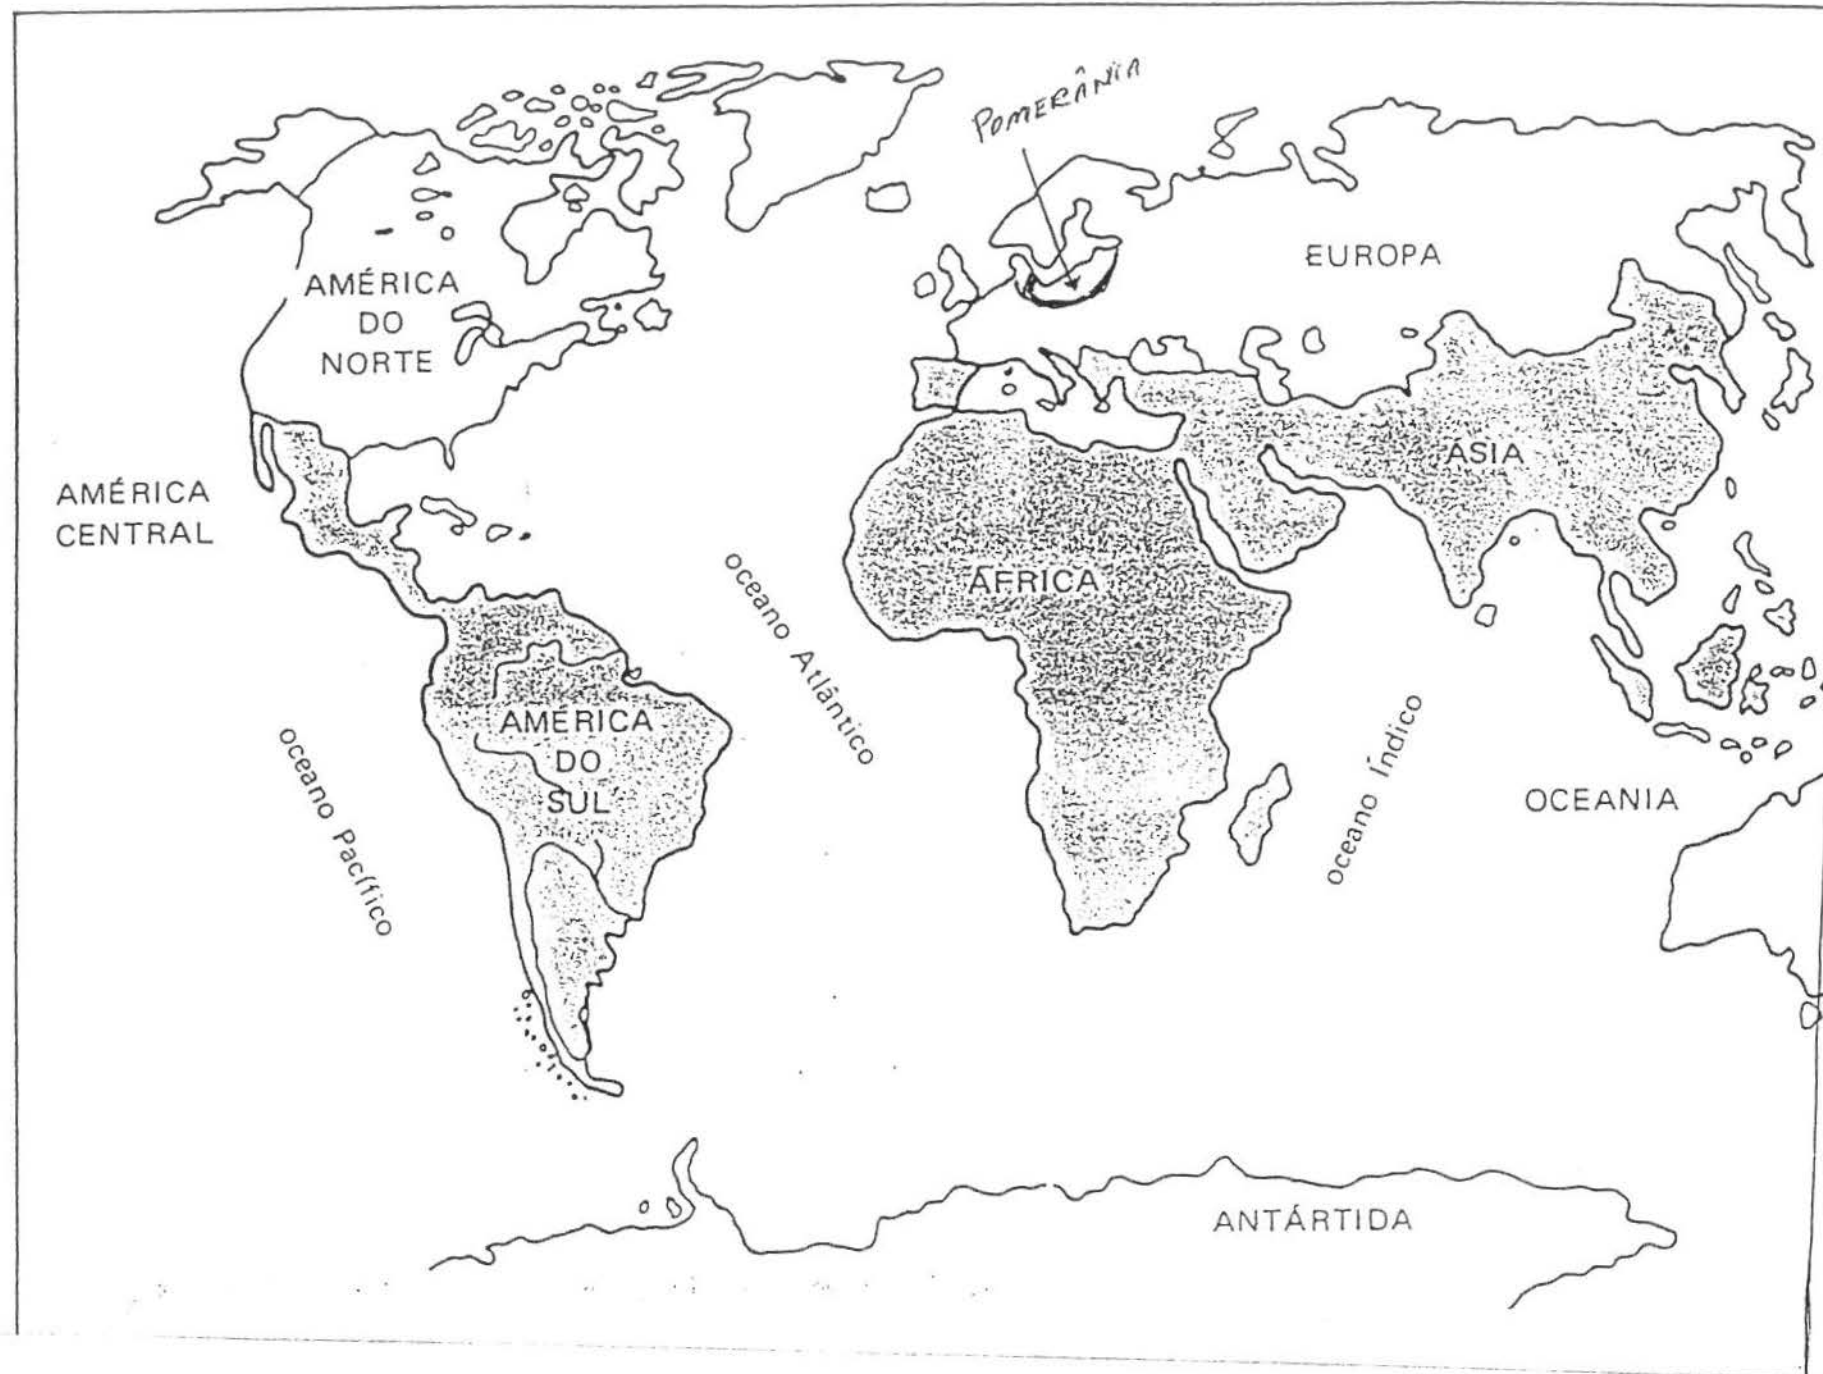 POMERÂNIA
EUROPA
AMÉRICA
DO
NORTE
ÁSIA
AMÉRICA
CENTRAL
oceano Atlântico
ÁFRICA
AMÉRICA
DO
SUL
oceano Pacífico
oceano Índico
OCEANIA
ANTÁRTIDA